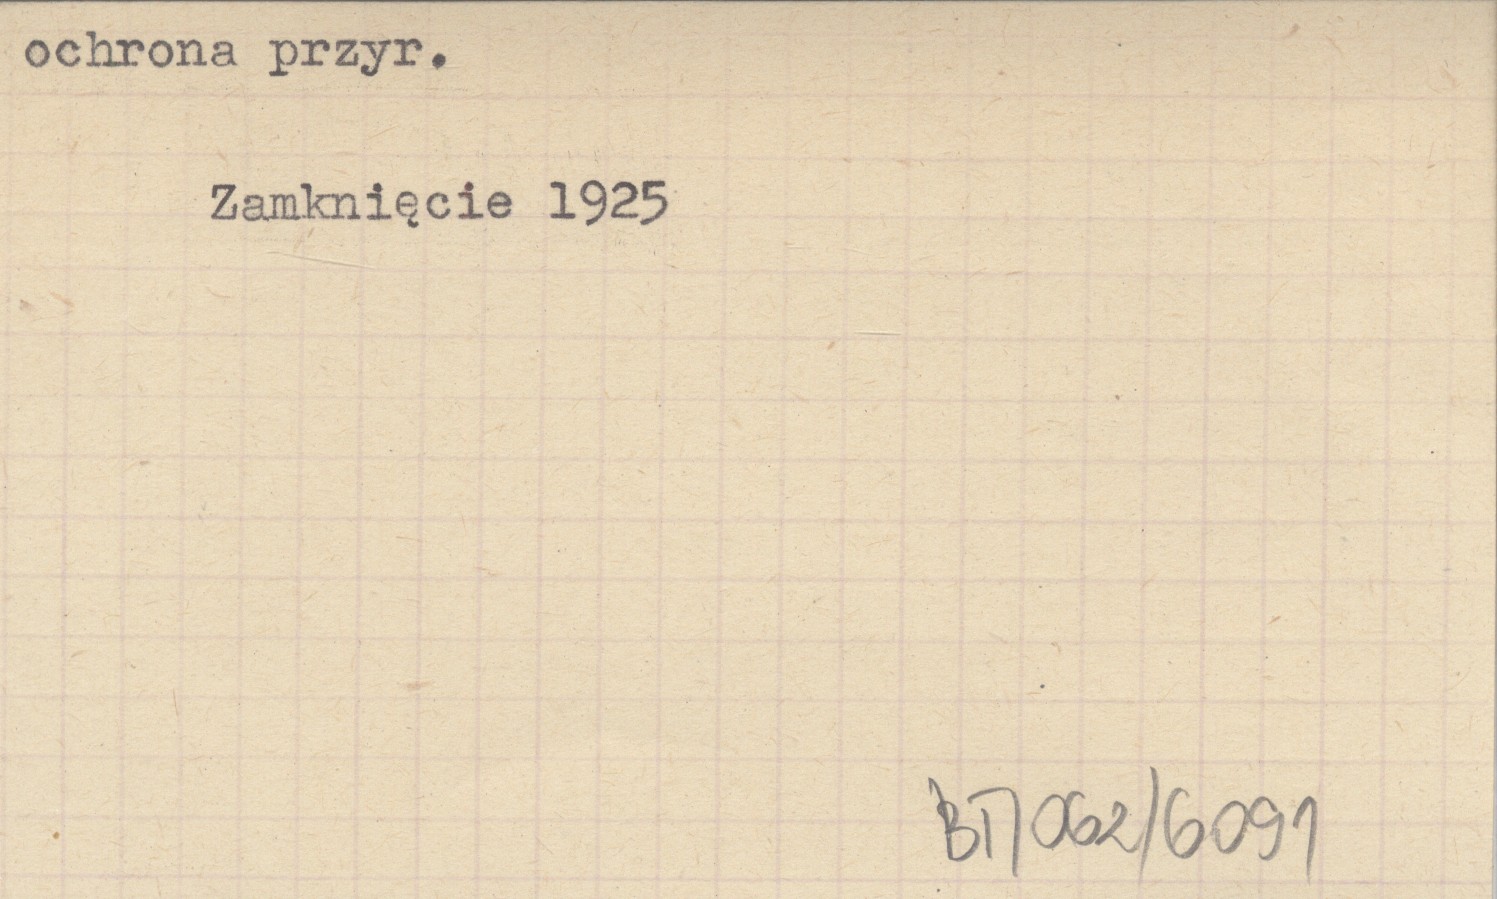 ochrona przyr.
Zamknięcie 1925
BT/062/6091